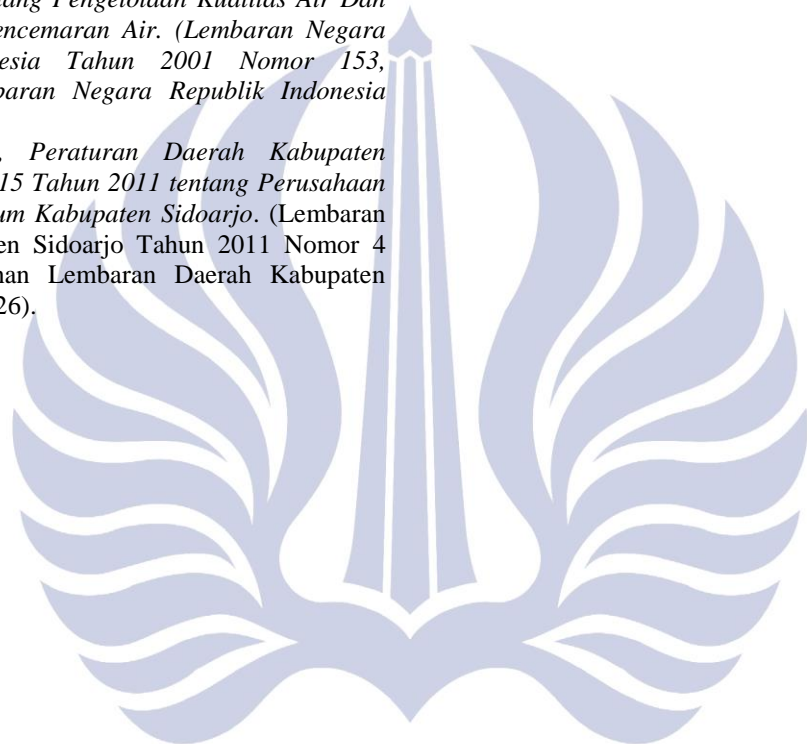 tang Pengelolaan Kualitas Air Dan
encemaran Air. (Lembaran Negara
esia Tahun 2001 Nomor 153,
baran Negara Republik Indonesia
, Peraturan Daerah Kabupaten
15 Tahun 2011 tentang Perusahaan
um Kabupaten Sidoarjo. (Lembaran
en Sidoarjo Tahun 2011 Nomor 4
nan Lembaran Daerah Kabupaten
26).